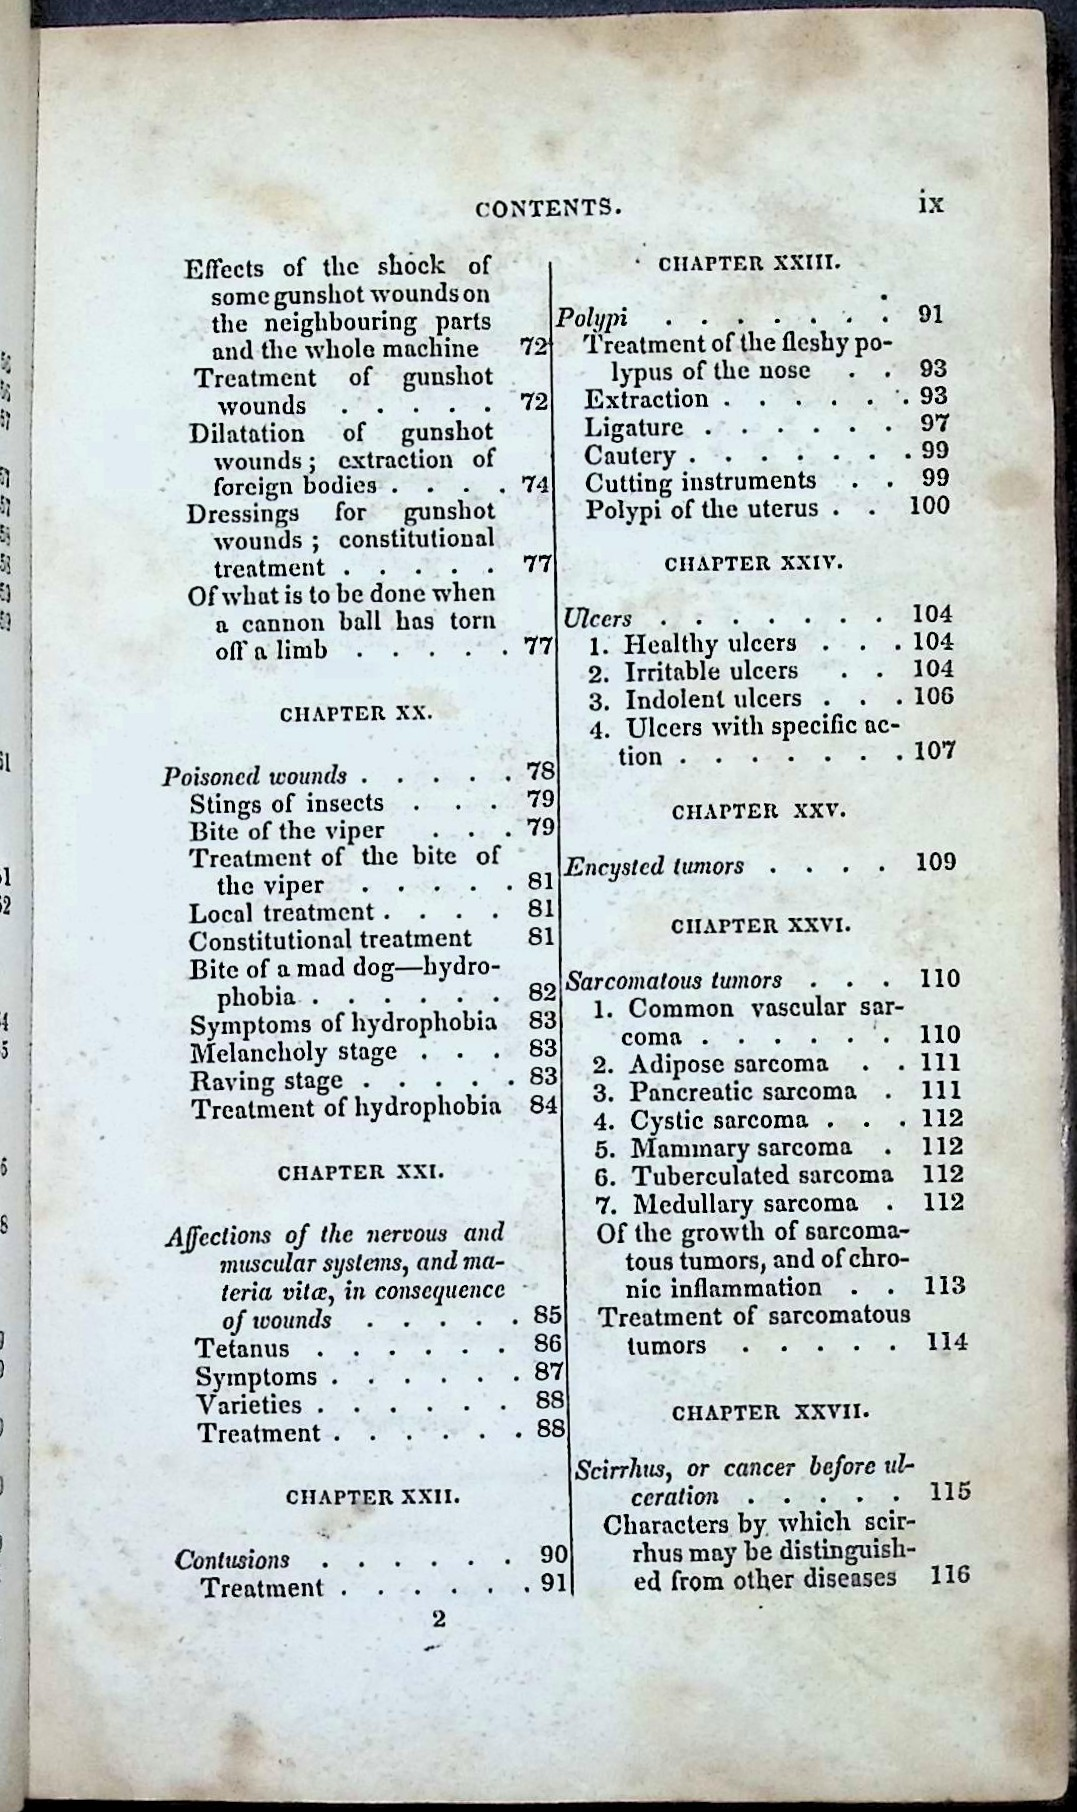 CONTENTS. ix
Effects of the shock of
some gunshot wounds on
the neighbouring parts
and the whole machine 72
Treatment of gunshot
wounds . . . . . 72
Dilatation of gunshot
wounds; extraction of
foreign bodies . . . . 74
Dressings for gunshot
wounds; constitutional
treatment . . . . . 77
Of what is to be done when
a cannon ball has torn
off a limb . . . . . 77
CHAPTER XX.
Poisoned wounds . . . . . 78
Stings of insects . . . 79
Bite of the viper . . . 79
Treatment of the bite of
the viper . . . . . 81
Local treatment . . . . 81
Constitutional treatment 81
Bite of a mad dog—hydro-
phobia . . . . . . 82
Symptoms of hydrophobia 83
Melancholy stage . . . 83
Raving stage . . . . . 83
Treatment of hydrophobia 84
CHAPTER XXI.
Affections of the nervous and
muscular systems, and ma-
teria vitæ, in consequence
of wounds . . . . . 85
Tetanus . . . . . . 86
Symptoms . . . . . . 87
Varieties . . . . . . 88
Treatment . . . . . . 88
CHAPTER XXII.
Contusions . . . . . . 90
Treatment . . . . . . 91
2
CHAPTER XXIII.
Polypi . . . . . . . 91
Treatment of the fleshy po-
lypus of the nose . . 93
Extraction . . . . . . 93
Ligature . . . . . . 97
Cautery . . . . . . . 99
Cutting instruments . . 99
Polypi of the uterus . . 100
CHAPTER XXIV.
Ulcers . . . . . . . 104
1. Healthy ulcers . . . 104
2. Irritable ulcers . . 104
3. Indolent ulcers . . . 106
4. Ulcers with specific ac-
tion . . . . . . . 107
CHAPTER XXV.
Encysted tumors . . . . 109
CHAPTER XXVI.
Sarcomatous tumors . . . 110
1. Common vascular sar-
coma . . . . . . 110
2. Adipose sarcoma . . 111
3. Pancreatic sarcoma . 111
4. Cystic sarcoma . . . 112
5. Mammary sarcoma . 112
6. Tuberculated sarcoma 112
7. Medullary sarcoma . 112
Of the growth of sarcoma-
tous tumors, and of chro-
nic inflammation . . 113
Treatment of sarcomatous
tumors . . . . . 114
CHAPTER XXVII.
Scirrhus, or cancer before ul-
ceration . . . . . 115
Characters by which scir-
rhus may be distinguish-
ed from other diseases 116